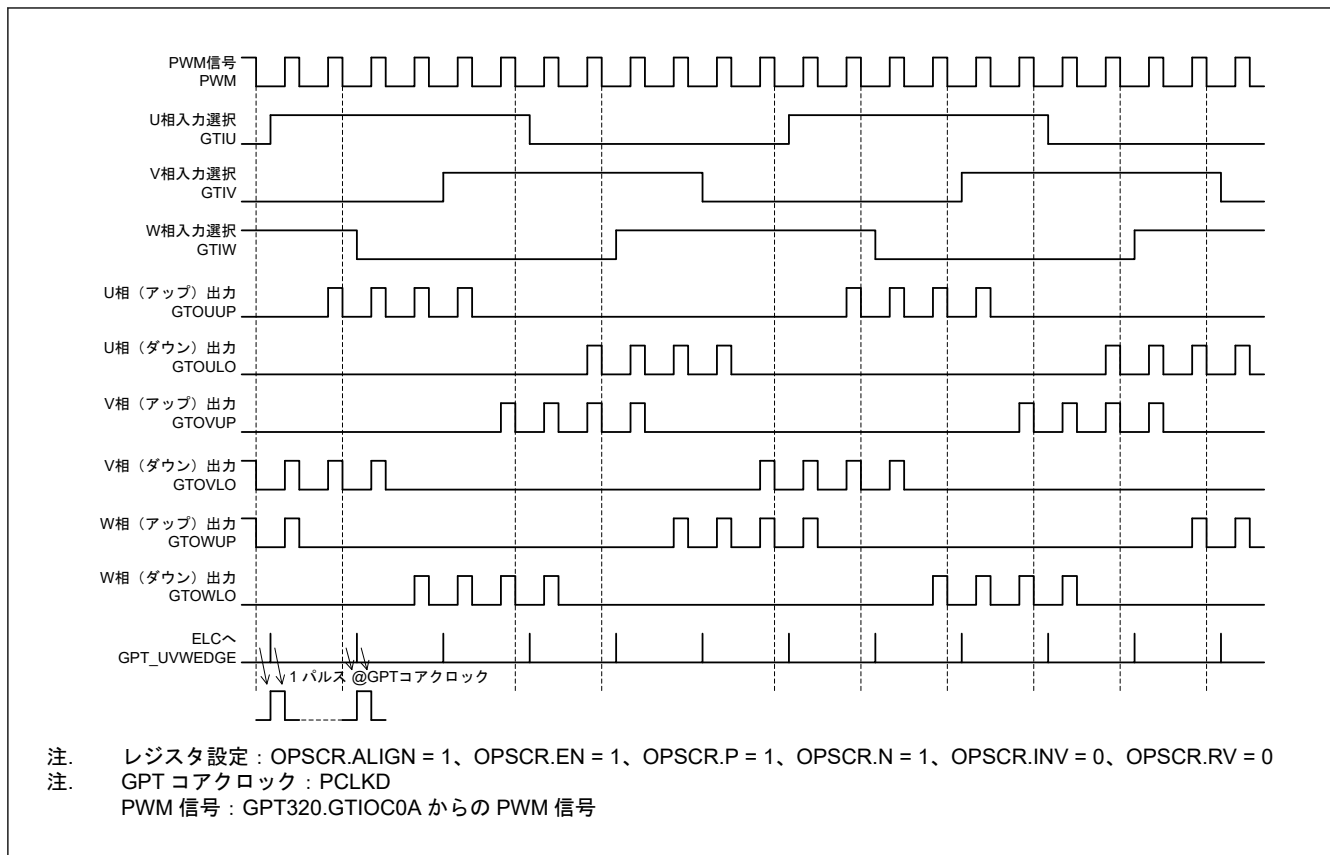 PWM信号
PWM
U相入力選択
GTIU
V相入力選択
GTIV
W相入力選択
GTIW
U相（アップ）出力
GTOUUP
U相（ダウン）出力
GTOULO
V相（アップ）出力
GTOVUP
V相（ダウン）出力
GTOVLO
W相（アップ）出力
GTOWUP
W相（ダウン）出力
GTOWLO
ELCへ
GPT_UVWEDGE
1 パルス @GPTコアクロック
注. レジスタ設定：OPSCR.ALIGN = 1、OPSCR.EN = 1、OPSCR.P = 1、OPSCR.N = 1、OPSCR.INV = 0、OPSCR.RV = 0
注. GPT コアクロック：PCLKD
PWM 信号：GPT320.GTIOC0A からの PWM 信号